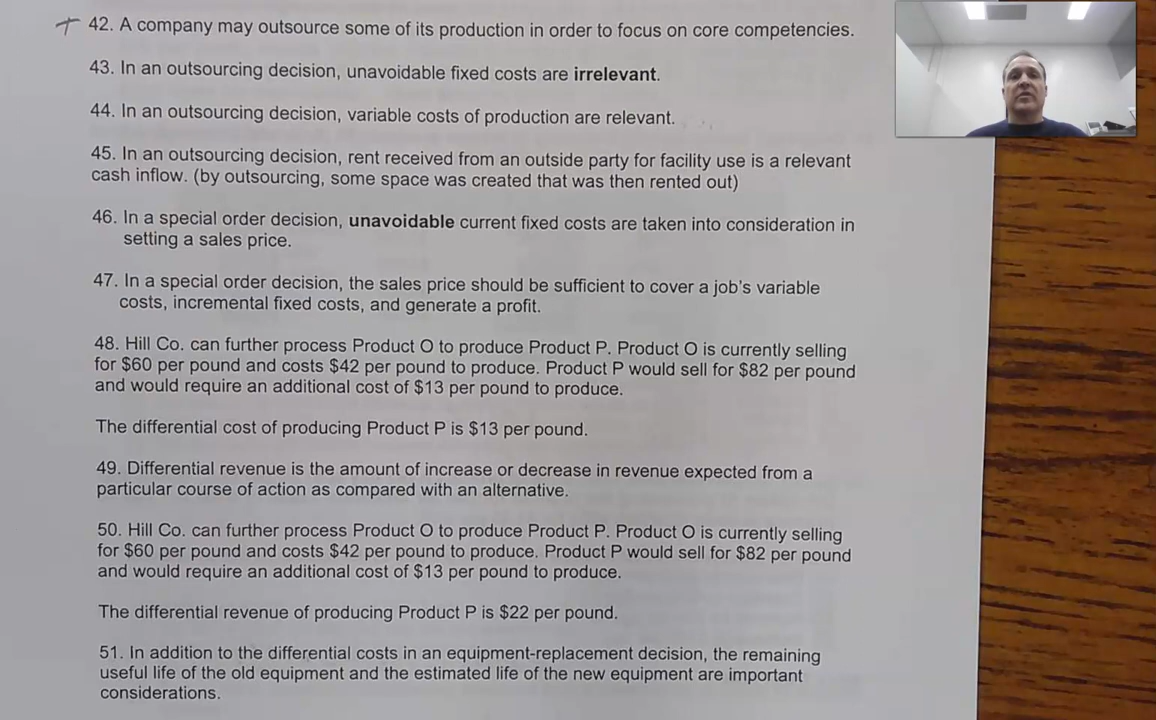 T 42. A company may outsource some of its production in order to focus on core competencies.
43. In an outsourcing decision, unavoidable fixed costs are irrelevant.
44. In an outsourcing decision, variable costs of production are relevant.
45. In an outsourcing decision, rent received from an outside party for facility use is a relevant
cash inflow. (by outsourcing, some space was created that was then rented out)
46. In a special order decision, unavoidable current fixed costs are taken into consideration in
setting a sales price.
47. In a special order decision, the sales price should be sufficient to cover a job's variable
costs, incremental fixed costs, and generate a profit.
48. Hill Co. can further process Product O to produce Product P. Product O is currently selling
for $60 per pound and costs $42 per pound to produce. Product P would sell for $82 per pound
and would require an additional cost of $13 per pound to produce.
The differential cost of producing Product P is $13 per pound.
49. Differential revenue is the amount of increase or decrease in revenue expected from a
particular course of action as compared with an alternative.
50. Hill Co. can further process Product O to produce Product P. Product O is currently selling
for $60 per pound and costs $42 per pound to produce. Product P would sell for $82 per pound
and would require an additional cost of $13 per pound to produce.
The differential revenue of producing Product P is $22 per pound.
51. In addition to the differential costs in an equipment-replacement decision, the remaining
useful life of the old equipment and the estimated life of the new equipment are important
considerations.